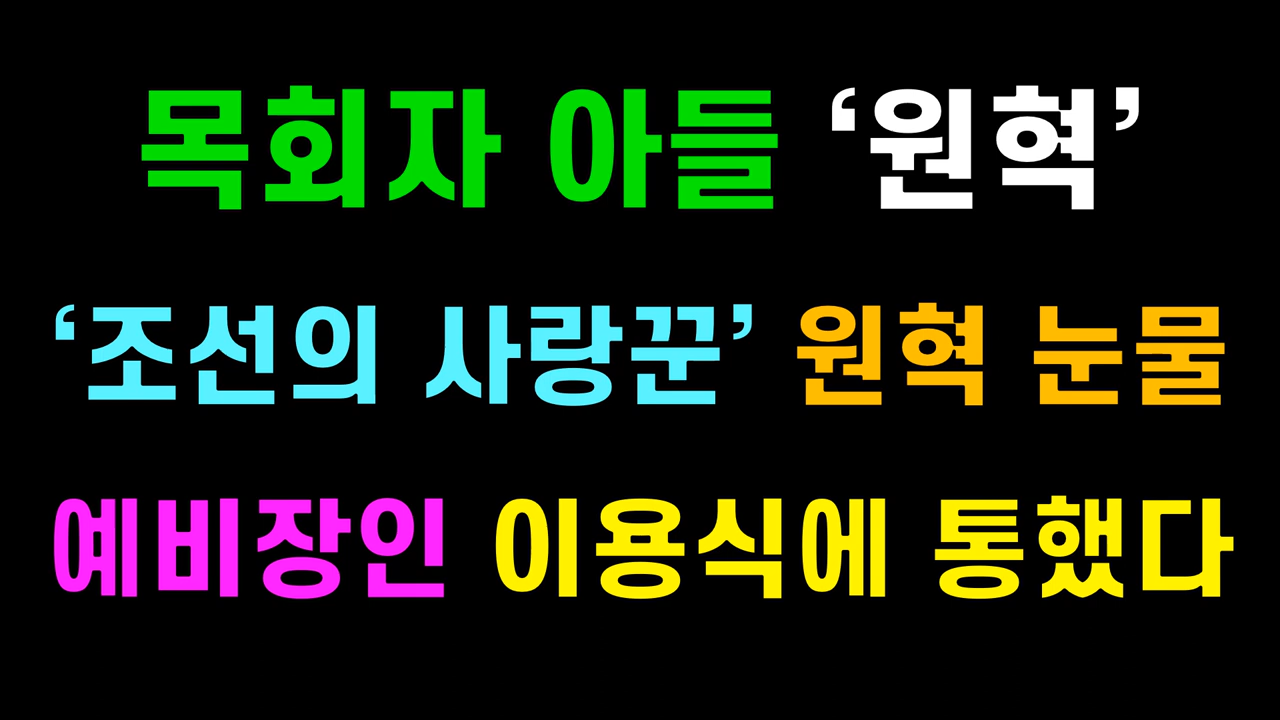 목회자 아들 ‘원혁’
‘조선의 사랑꾼’ 원혁 눈물
예비장인 이용식에 통했다